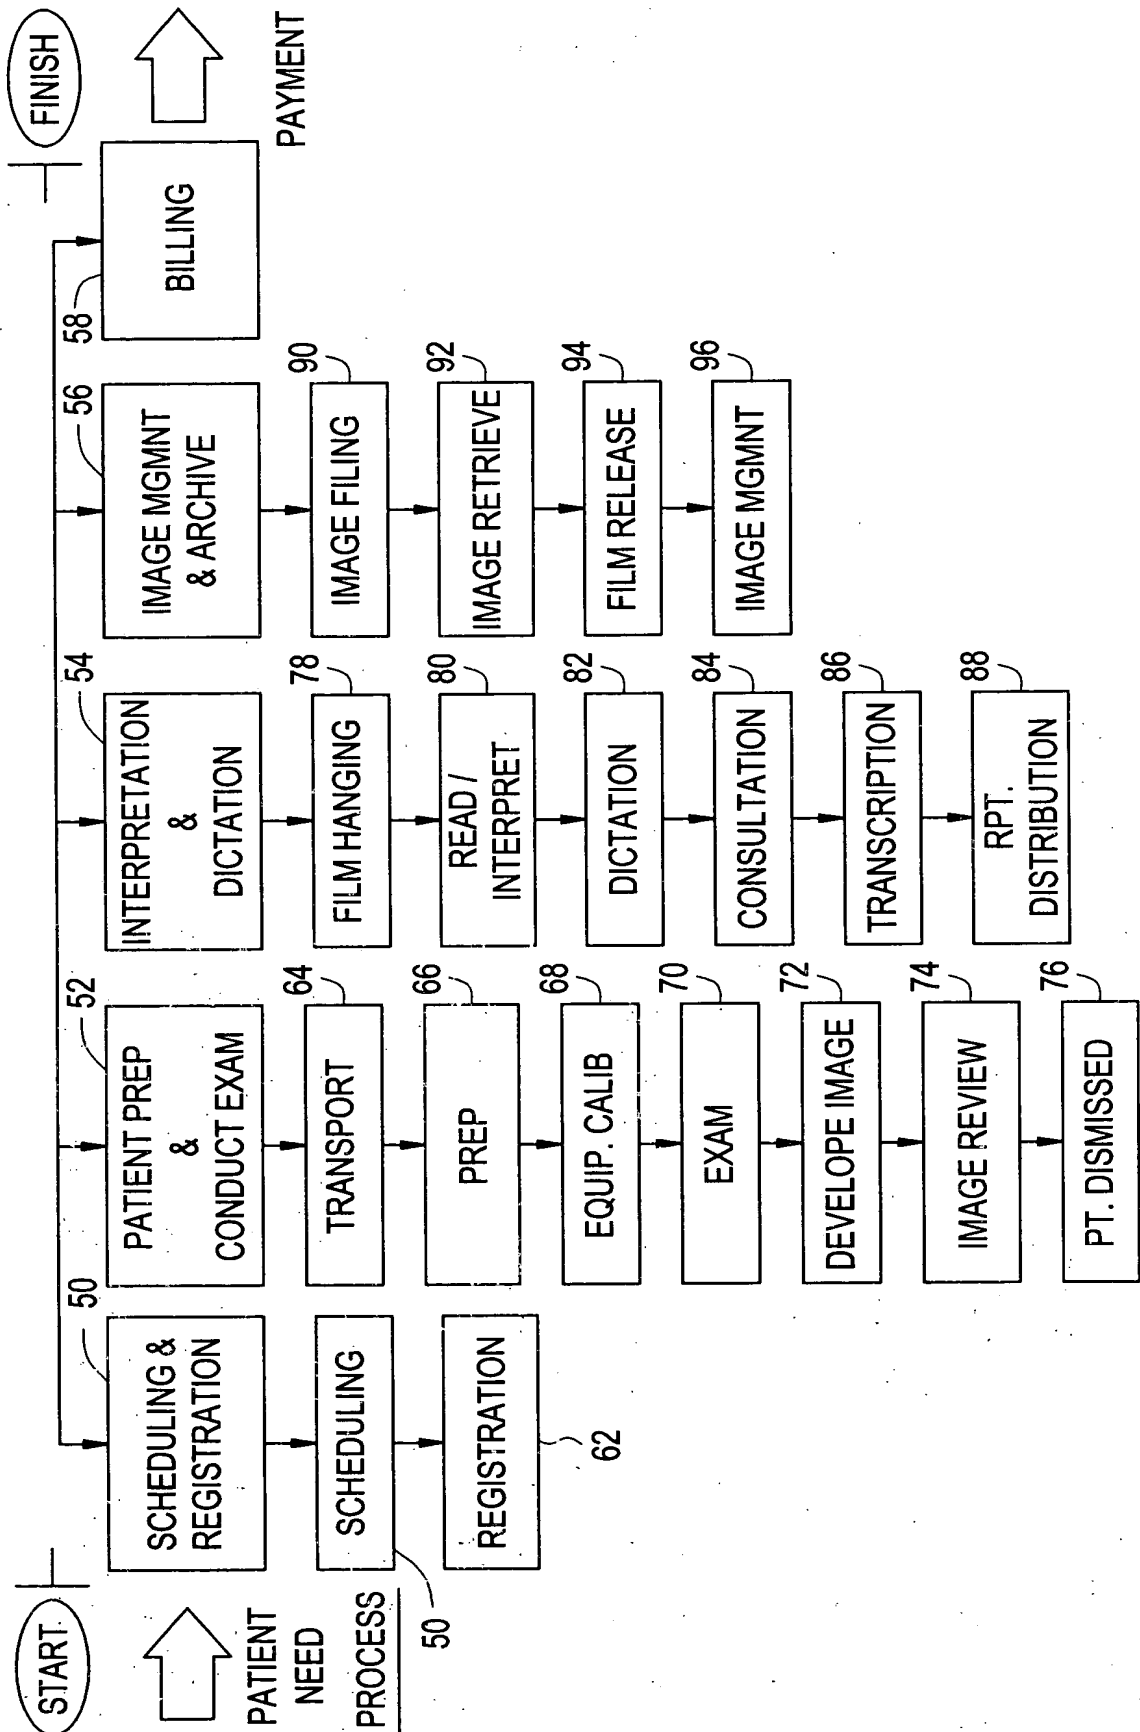 START
FINISH
PATIENT
NEED
PROCESS
50
SCHEDULING &
REGISTRATION
SCHEDULING
50
REGISTRATION
62
52
PATIENT PREP
&
CONDUCT EXAM
64
TRANSPORT
66
PREP
68
EQUIP. CALIB
70
EXAM
72
DEVELOPE IMAGE
74
IMAGE REVIEW
76
PT. DISMISSED
54
INTERPRETATION
&
DICTATION
78
FILM HANGING
80
READ /
INTERPRET
82
DICTATION
84
CONSULTATION
86
TRANSCRIPTION
88
RPT.
DISTRIBUTION
56
IMAGE MGMNT
& ARCHIVE
90
IMAGE FILING
92
IMAGE RETRIEVE
94
FILM RELEASE
96
IMAGE MGMNT
58
BILLING
PAYMENT